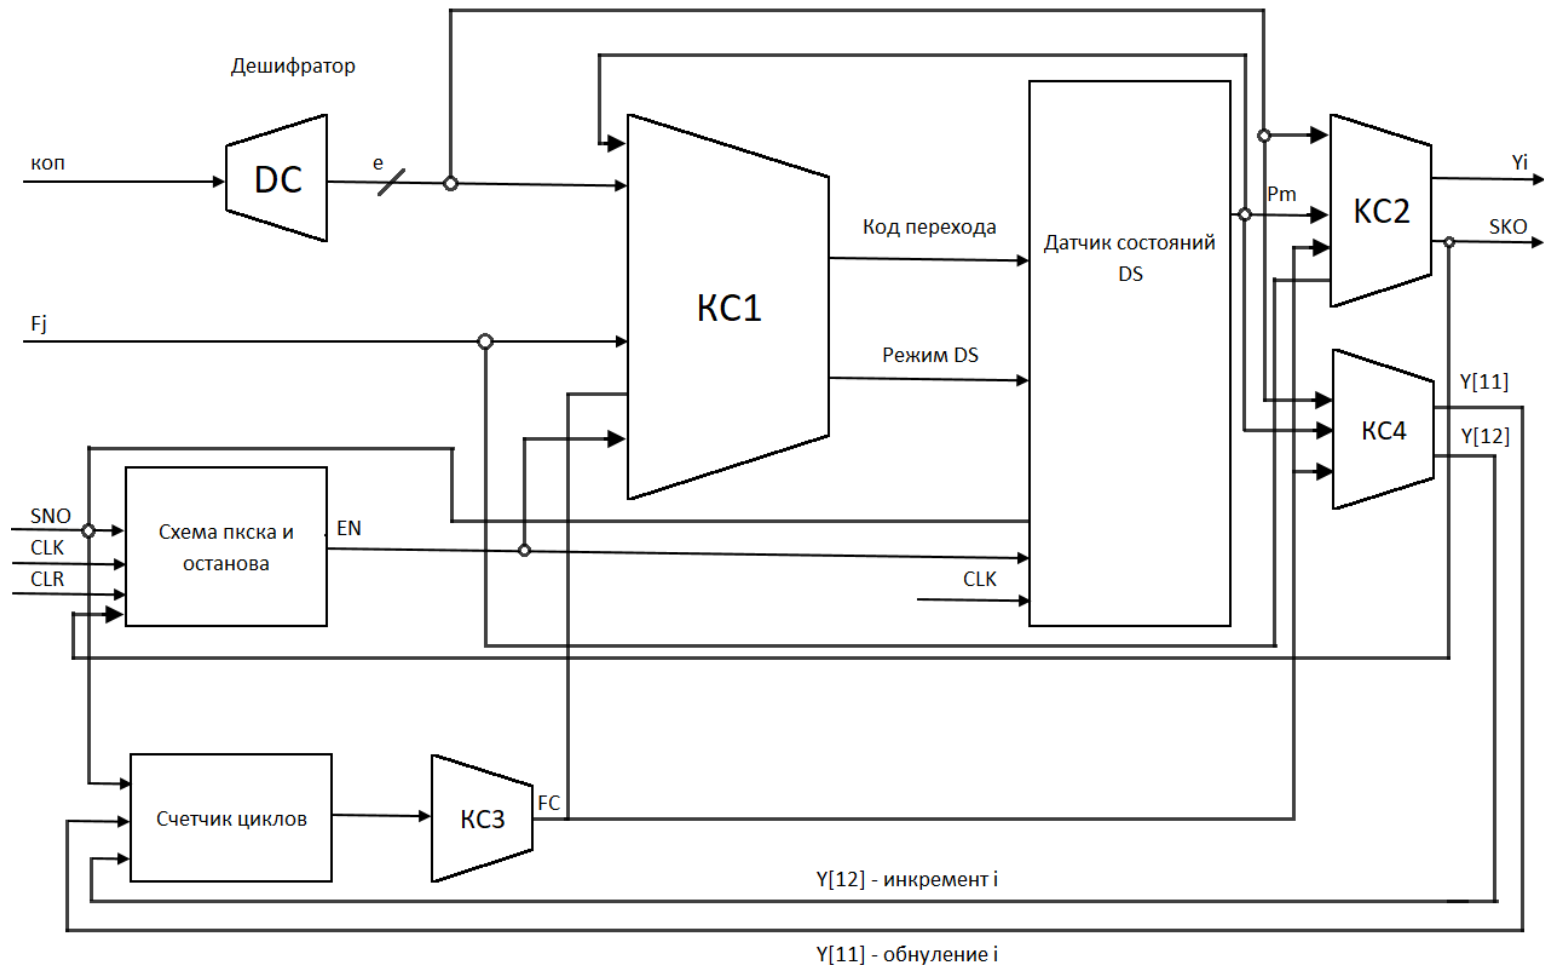 Дешифратор
коп
DC
e
КС1
Код перехода
Режим DS
Датчик состояний
DS
Pm
КС2
Yi
SKO
Fj
КС4
Y[11]
Y[12]
SNO
CLK
CLR
Схема пкска и
останова
EN
CLK
Счетчик циклов
КС3
FC
Y[12] - инкремент i
Y[11] - обнуление i